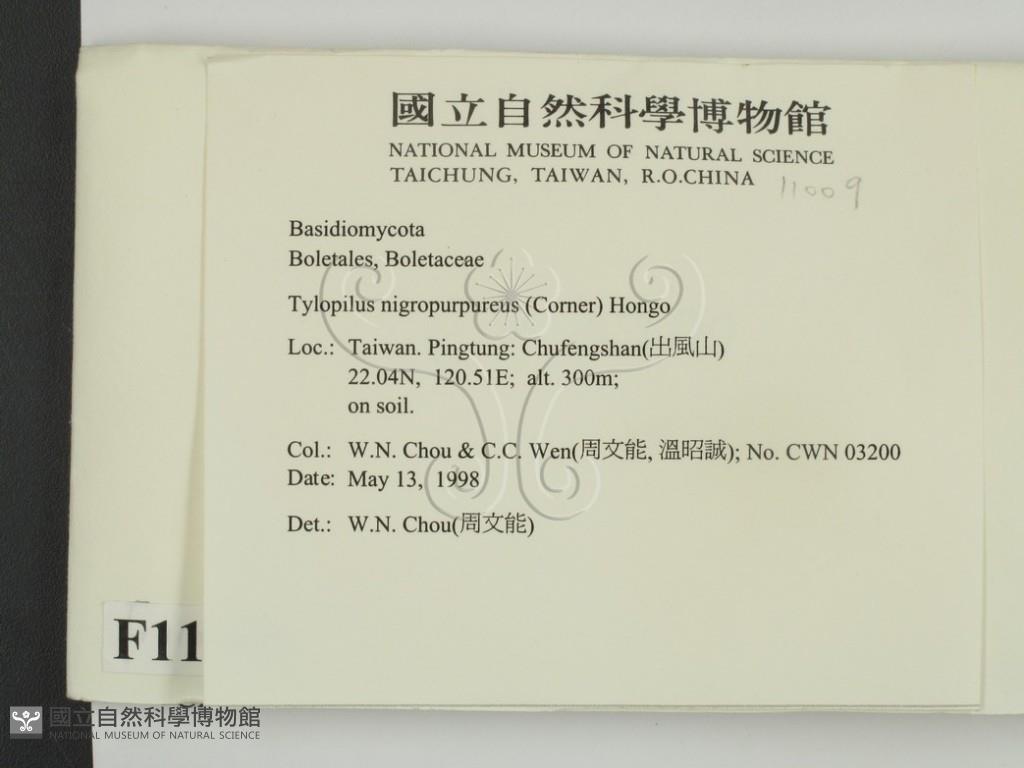 國立自然科學博物館
NATIONAL MUSEUM OF NATURAL SCIENCE
TAICHUNG, TAIWAN, R.O.CHINA 11009
Basidiomycota
Boletales, Boletaceae
Tylopilus nigropurpureus (Corner) Hongo
Loc.: Taiwan. Pingtung: Chufengshan(出風山)
22.04N, 120.51E; alt. 300m;
on soil.
Col.: W.N. Chou & C.C. Wen(周文能, 溫昭誠); No. CWN 03200
Date: May 13, 1998
Det.: W.N. Chou(周文能)
F11
國立自然科學博物館
NATIONAL MUSEUM OF NATURAL SCIENCE